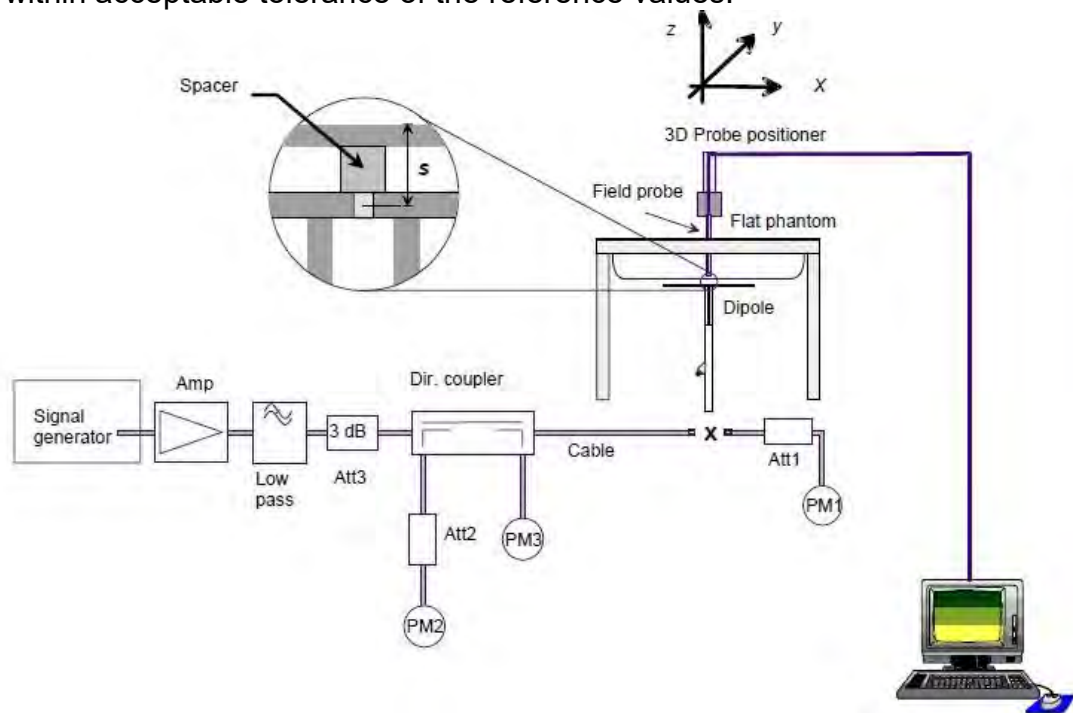 within acceptable tolerance of the reference values.
z
y
x
Spacer
s
3D Probe positioner
Field probe
Flat phantom
Dipole
Dir. coupler
Amp
Signal
generator
3 dB
Cable
x
Low
pass
Att3
Att1
PM1
Att2
PM3
PM2